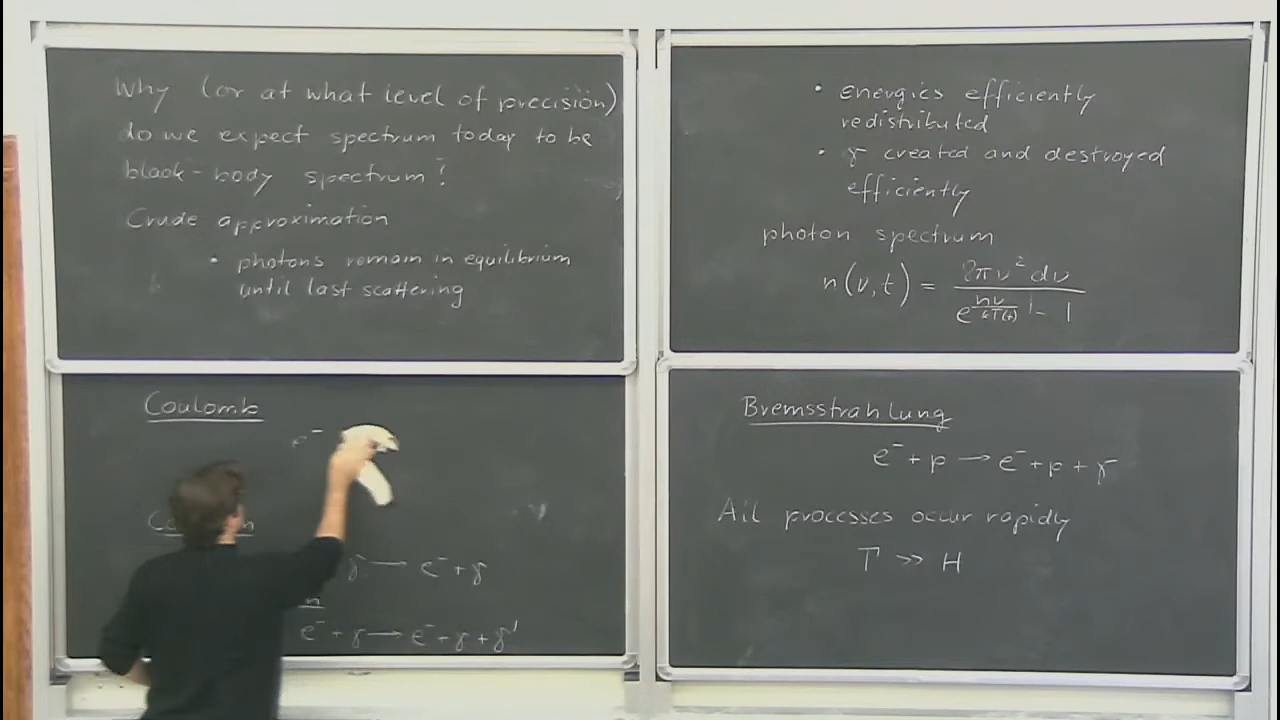 Why (or at what level of precision)
do we expect spectrum today to be
black-body spectrum?
Crude approximation
• photons remain in equilibrium
until last scattering
• energies efficiently
redistributed
• γ created and destroyed
efficiently
photon spectrum
n(ν,t) = 8πν² dν / (e^(hν/kT(t)) - 1)
Coulomb
e⁻
γ → e⁻ + γ
e⁻ + γ → e⁻ + γ + γ'
Bremsstrahlung
e⁻ + p → e⁻ + p + γ
All processes occur rapidly
Γ >> H